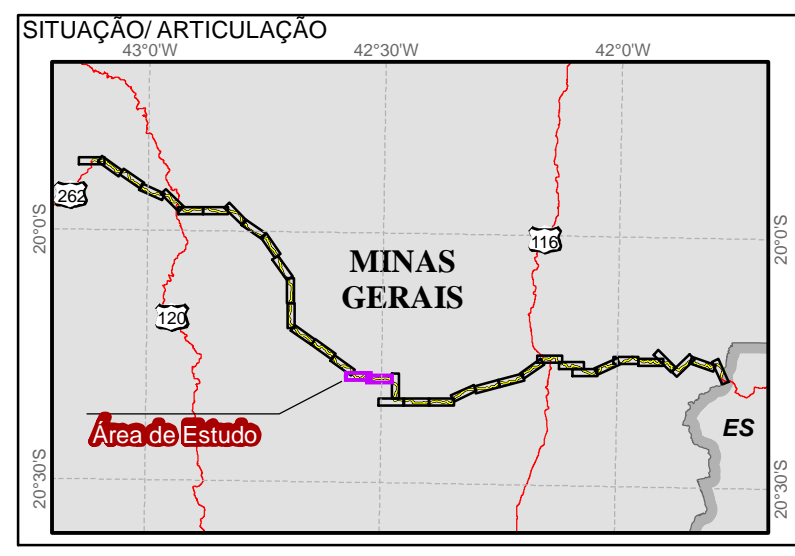 SITUAÇÃO/ ARTICULAÇÃO
43°0'W
42°30'W
42°0'W
262
20°0'S
20°0'S
116
MINAS
GERAIS
120
Área de Estudo
ES
20°30'S
20°30'S